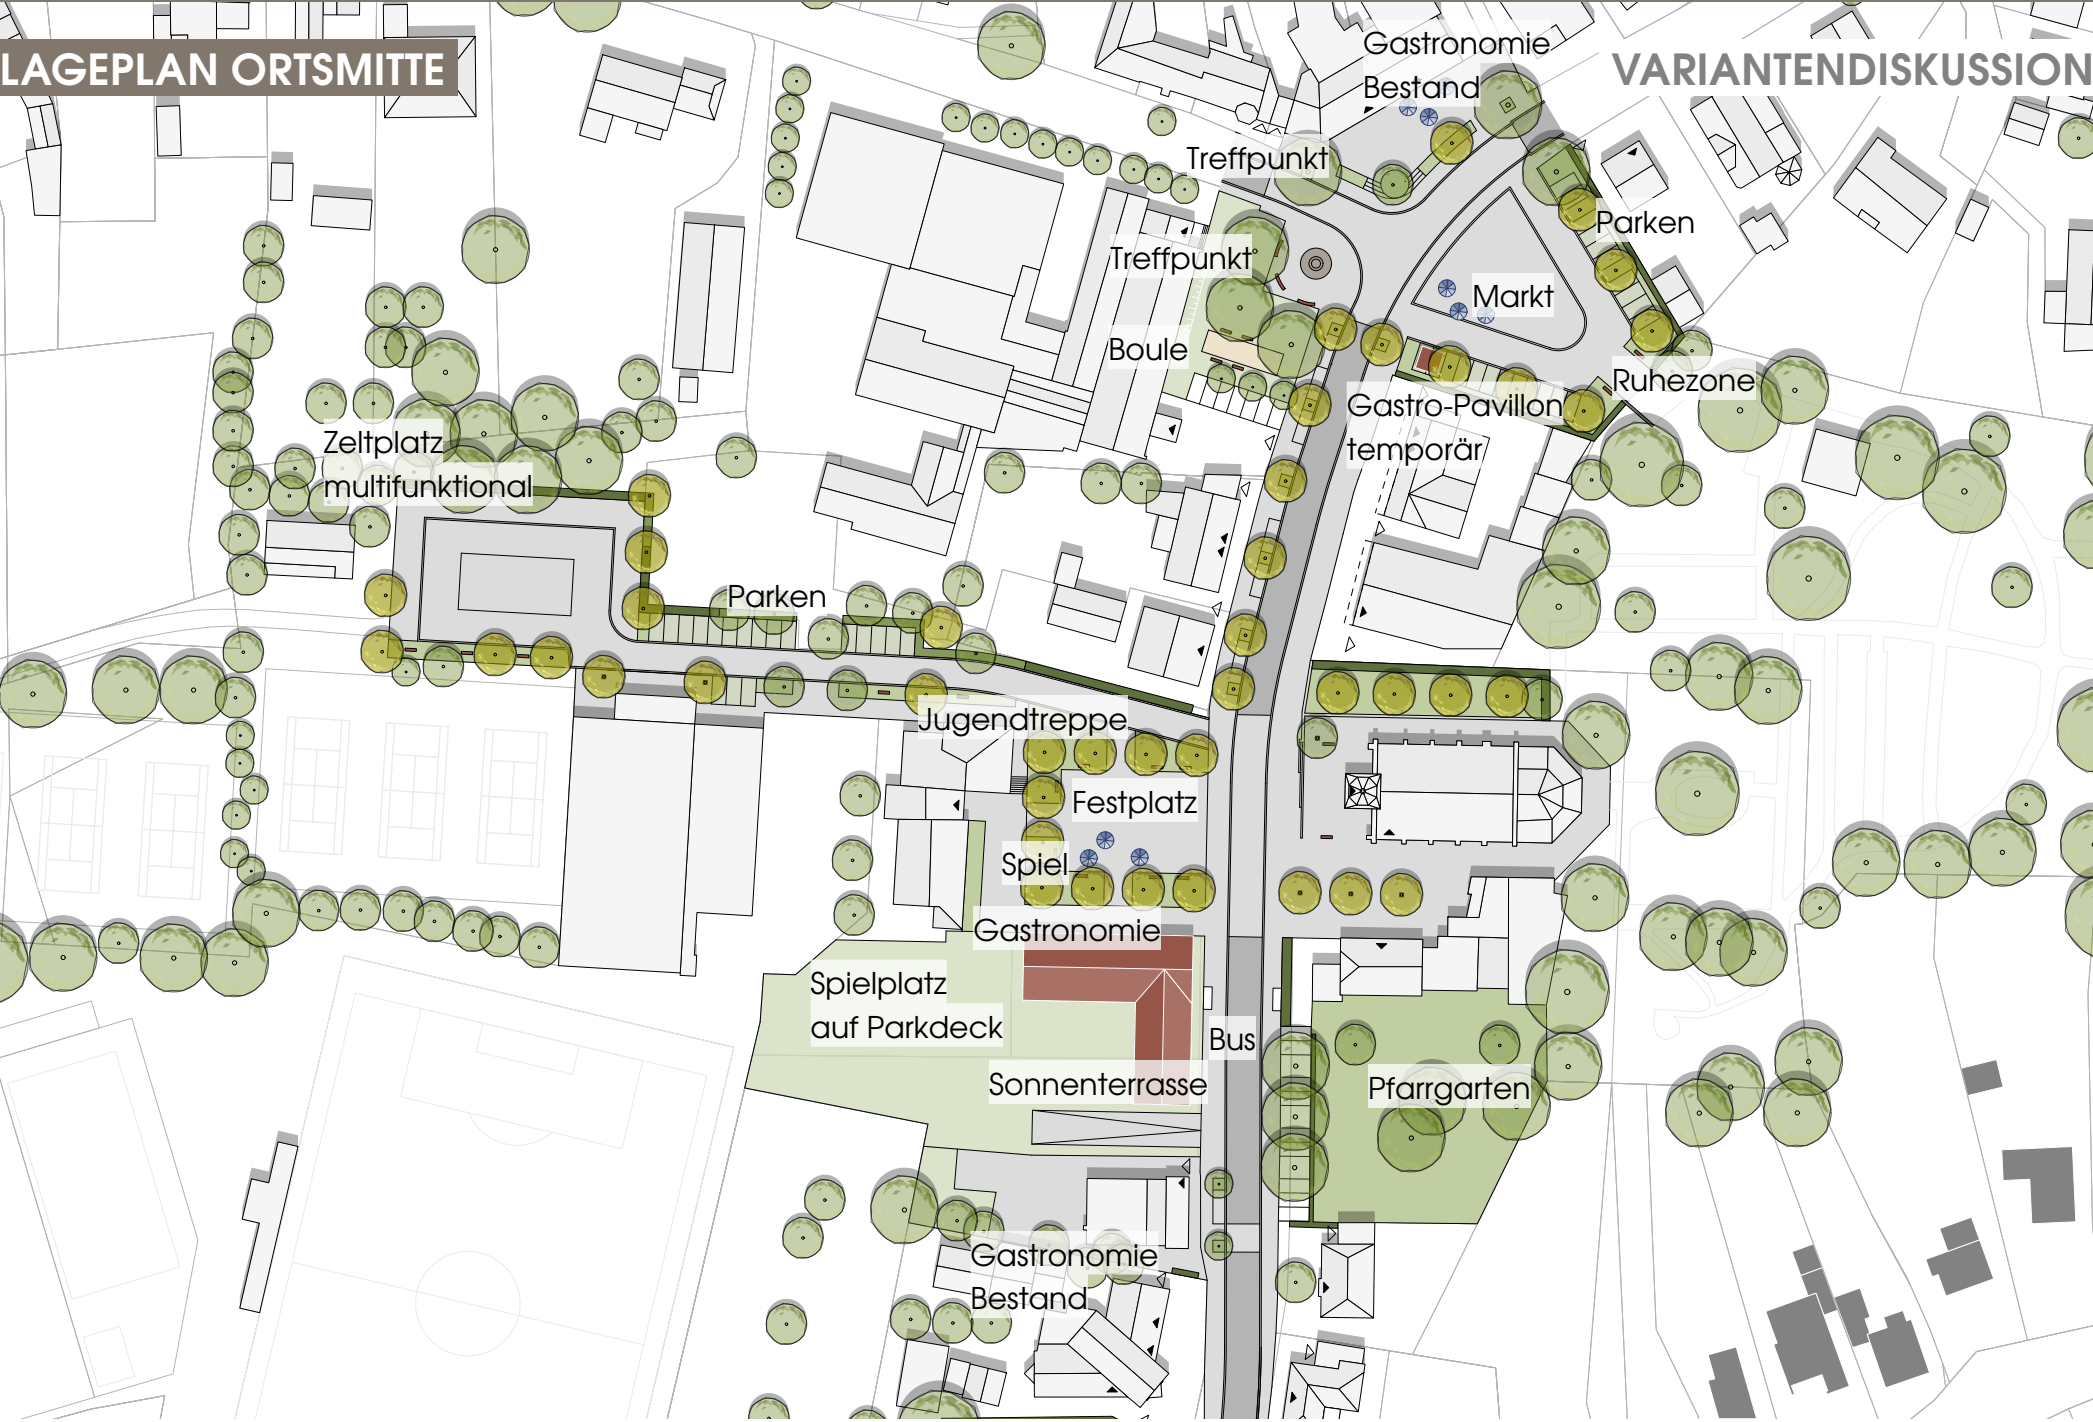 LAGEPLAN ORTSMITTE
VARIANTENDISKUSSION
Gastronomie
Bestand
Treffpunkt
Parken
Treffpunkt
Markt
Boule
Ruhezone
Gastro-Pavillon
temporär
Zeltplatz
multifunktional
Parken
Jugendtreppe
Festplatz
Spiel
Gastronomie
Spielplatz
auf Parkdeck
Bus
Sonnenterrasse
Pfarrgarten
Gastronomie
Bestand